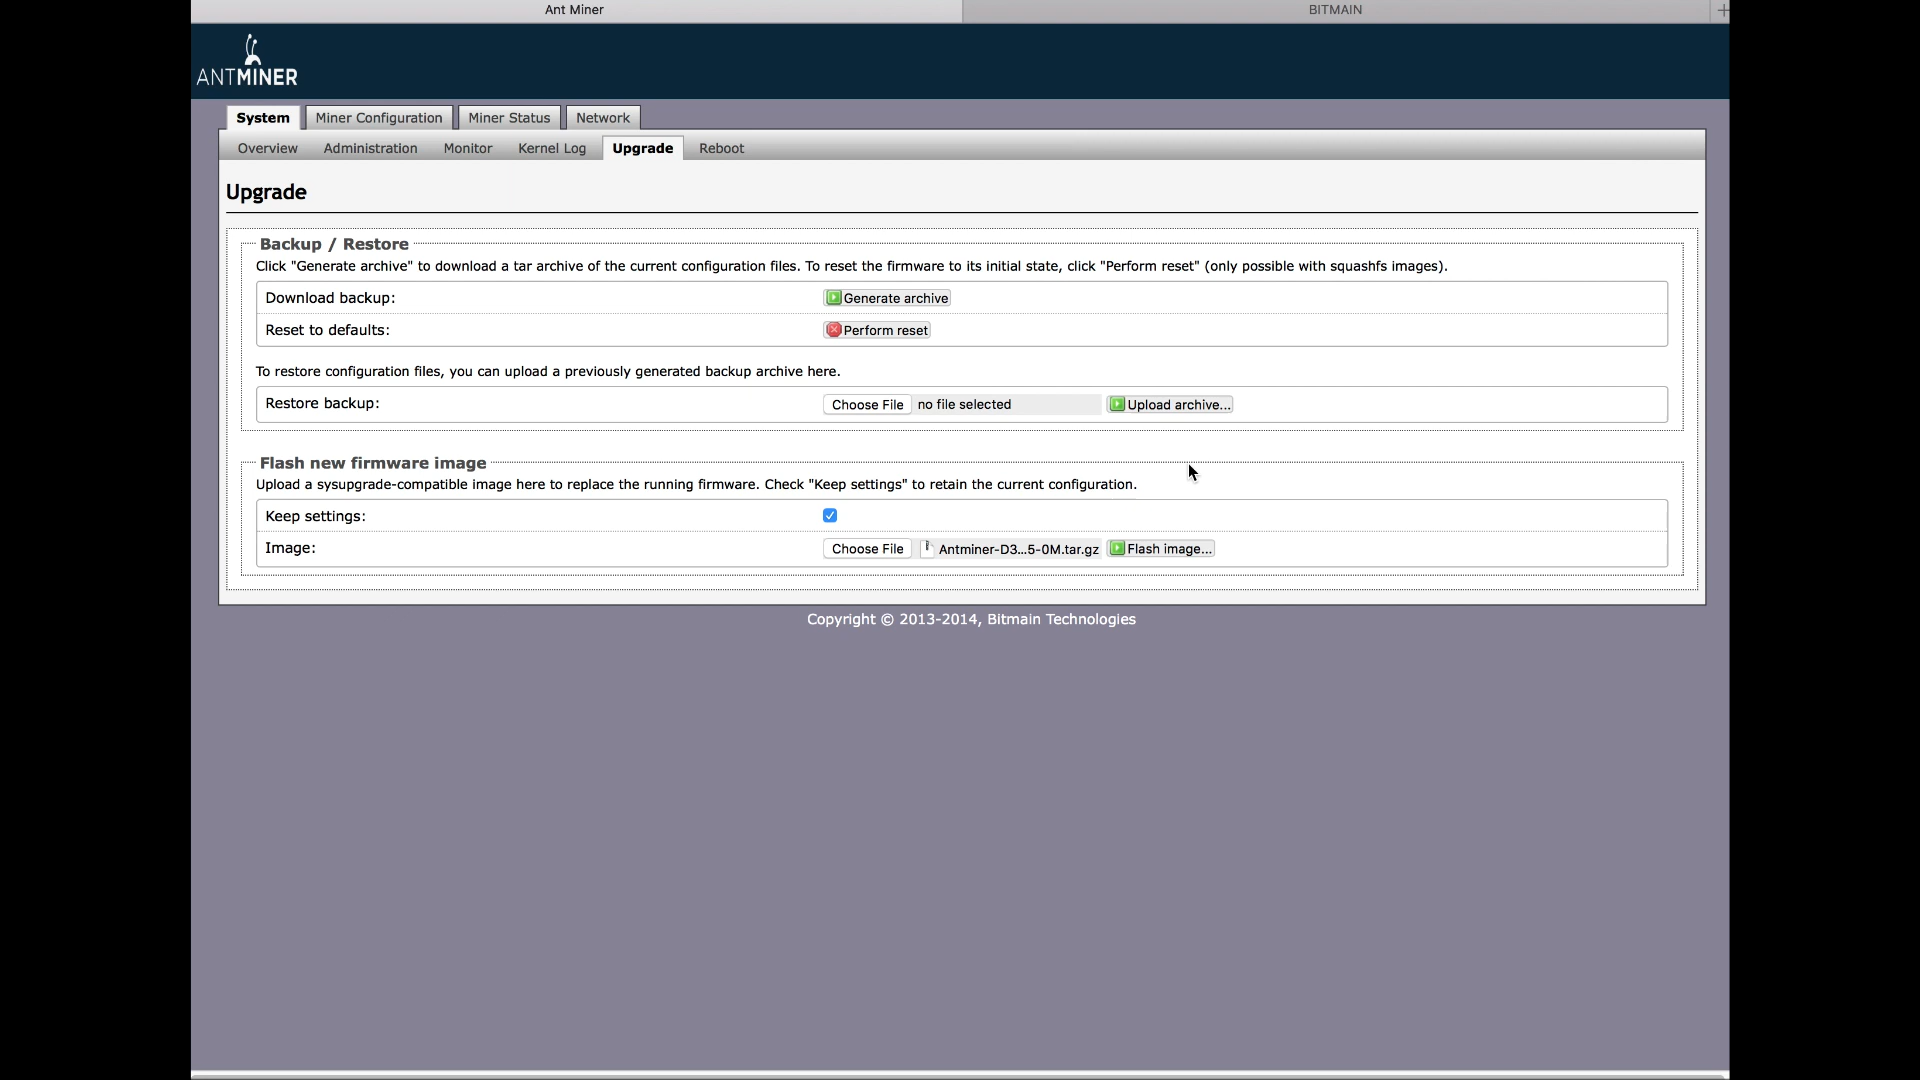 Ant Miner
BITMAIN
ANTMINER
System
Miner Configuration
Miner Status
Network
Overview
Administration
Monitor
Kernel Log
Upgrade
Reboot
Upgrade
Backup / Restore
Click "Generate archive" to download a tar archive of the current configuration files. To reset the firmware to its initial state, click "Perform reset" (only possible with squashfs images).
Download backup:
Generate archive
Reset to defaults:
Perform reset
To restore configuration files, you can upload a previously generated backup archive here.
Restore backup:
Choose File
no file selected
Upload archive...
Flash new firmware image
Upload a sysupgrade-compatible image here to replace the running firmware. Check "Keep settings" to retain the current configuration.
Keep settings:
Image:
Choose File
Antminer-D3...5-0M.tar.gz
Flash image...
Copyright © 2013-2014, Bitmain Technologies